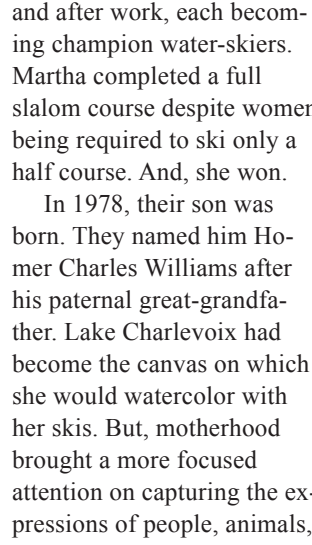 and after work, each becom-
ing champion water-skiers.
Martha completed a full
slalom course despite women
being required to ski only a
half course. And, she won.
In 1978, their son was
born. They named him Ho-
mer Charles Williams after
his paternal great-grandfa-
ther. Lake Charlevoix had
become the canvas on which
she would watercolor with
her skis. But, motherhood
brought a more focused
attention on capturing the ex-
pressions of people, animals,